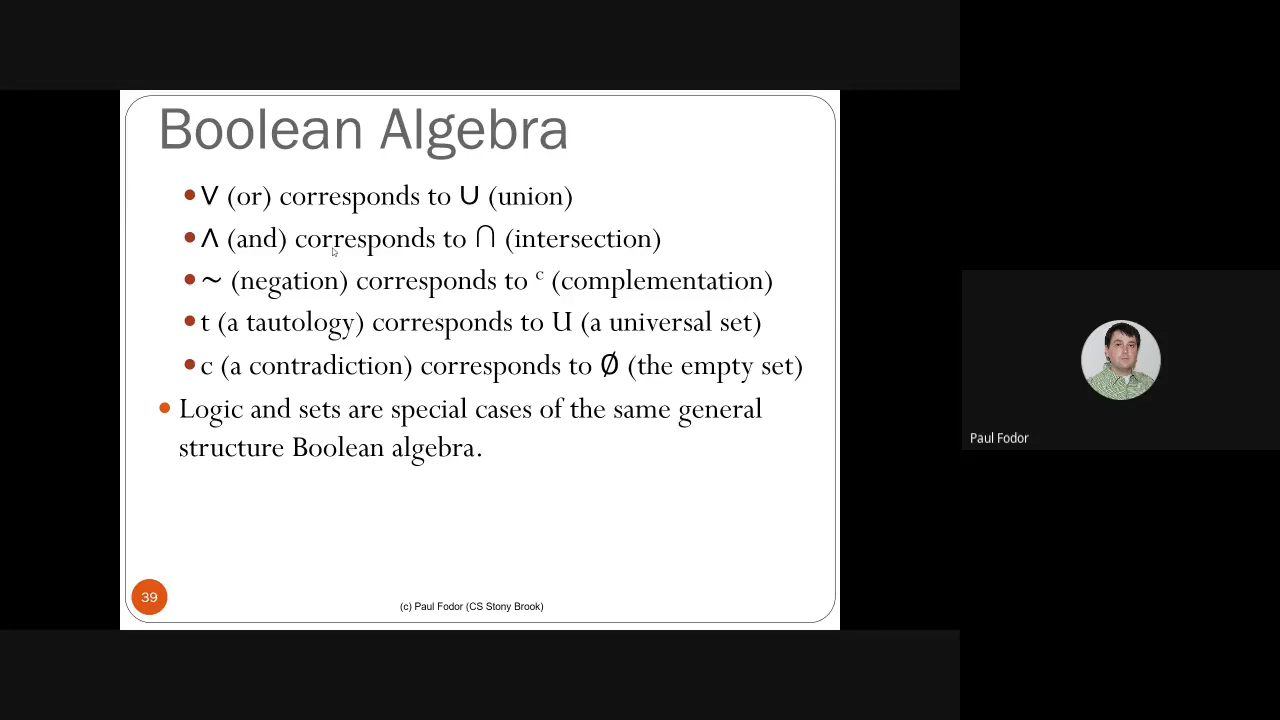 Boolean Algebra
• ∨ (or) corresponds to ∪ (union)
• ∧ (and) corresponds to ∩ (intersection)
• ~ (negation) corresponds to ᶜ (complementation)
• t (a tautology) corresponds to U (a universal set)
• c (a contradiction) corresponds to Ø (the empty set)
• Logic and sets are special cases of the same general
structure Boolean algebra.
39
(c) Paul Fodor (CS Stony Brook)
Paul Fodor